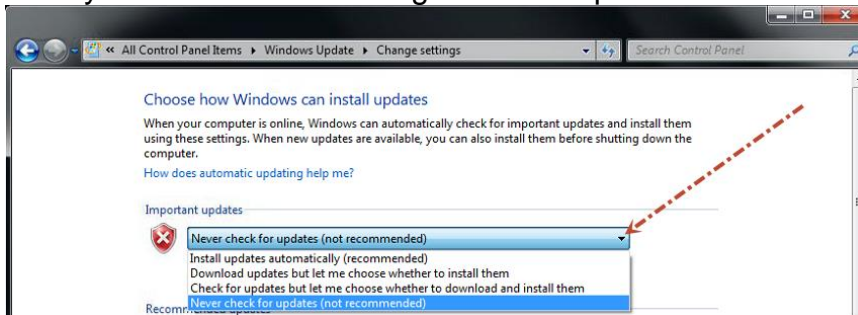 « All Control Panel Items ▸ Windows Update ▸ Change settings
Search Control Panel
Choose how Windows can install updates
When your computer is online, Windows can automatically check for important updates and install them
using these settings. When new updates are available, you can also install them before shutting down the
computer.
How does automatic updating help me?
Important updates
Never check for updates (not recommended)
Install updates automatically (recommended)
Download updates but let me choose whether to install them
Check for updates but let me choose whether to download and install them
Never check for updates (not recommended)